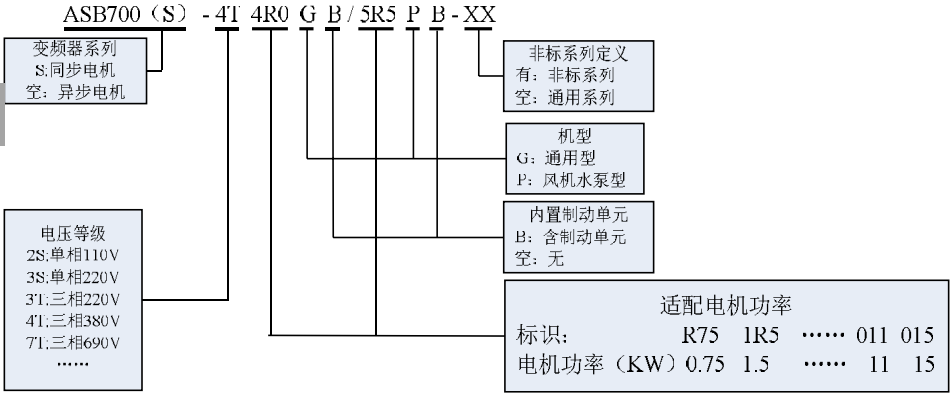 ASB700（S）-4T 4R0 G B/5R5 P B-XX
变频器系列
S;同步电机
空：异步电机
非标系列定义
有：非标系列
空：通用系列
机型
G：通用型
P：风机水泵型
电压等级
2S;单相110V
3S;单相220V
3T;三相220V
4T;三相380V
7T;三相690V
……
内置制动单元
B：含制动单元
空：无
适配电机功率
标识： R75 1R5 …… 011 015
电机功率（KW）0.75 1.5 …… 11 15